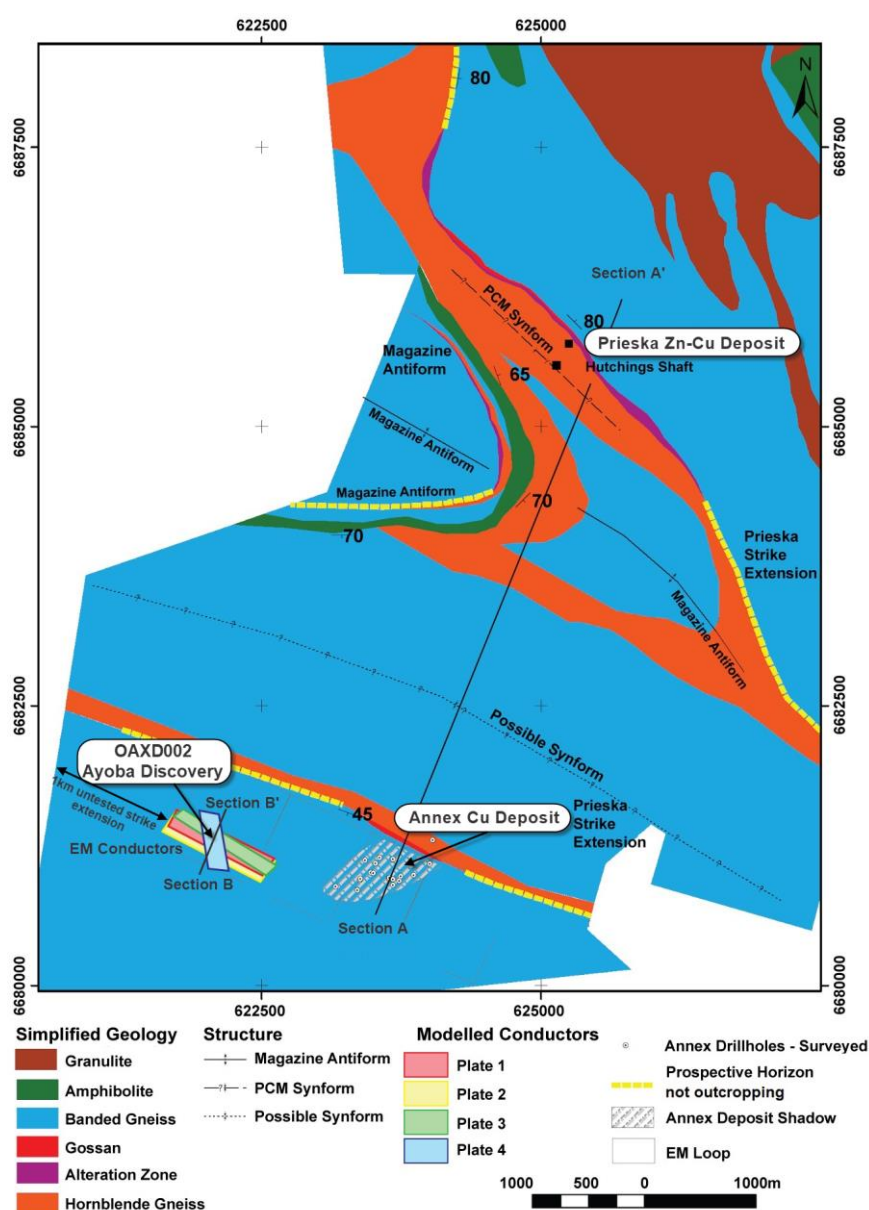 622500
625000
N
80
6687500
6687500
Section A'
PCM Synform
80
Prieska Zn-Cu Deposit
Hutchings Shaft
Magazine
Antiform
65
6685000
6685000
Magazine Antiform
Magazine Antiform
70
70
Prieska
Strike
Extension
Magazine Antiform
6682500
6682500
Possible Synform
OAXD002
Ayoba Discovery
1km untested strike
extension
Section B'
45
Annex Cu Deposit
Prieska
Strike
Extension
EM Conductors
Section B
Section A
6680000
6680000
622500
625000
Simplified Geology
Granulite
Amphibolite
Banded Gneiss
Gossan
Alteration Zone
Hornblende Gneiss
Structure
Magazine Antiform
PCM Synform
Possible Synform
Modelled Conductors
Plate 1
Plate 2
Plate 3
Plate 4
Annex Drillholes - Surveyed
Prospective Horizon
not outcropping
Annex Deposit Shadow
EM Loop
1000 500 0 1000m